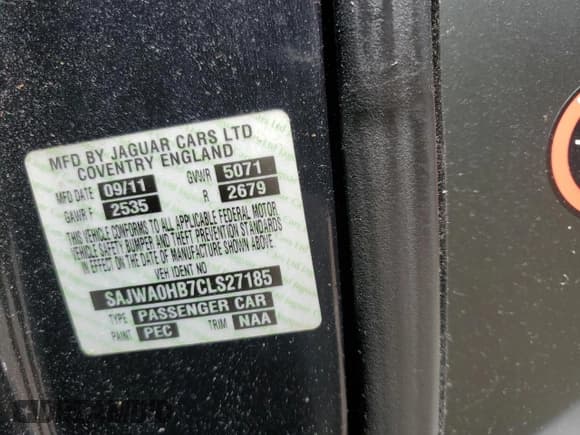 MFD BY JAGUAR CARS LTD
COVENTRY ENGLAND
MFD DATE 09/11 GVWR 5071
GAWR F 2535 R 2679
THIS VEHICLE CONFORMS TO ALL APPLICABLE FEDERAL MOTOR
VEHICLE SAFETY, BUMPER AND THEFT PREVENTION STANDARDS
IN EFFECT ON THE DATE OF MANUFACTURE SHOWN ABOVE
VEH IDENT NO
SAJWA0HB7CLS27185
TYPE PASSENGER CAR
PAINT PEC TRIM NAA